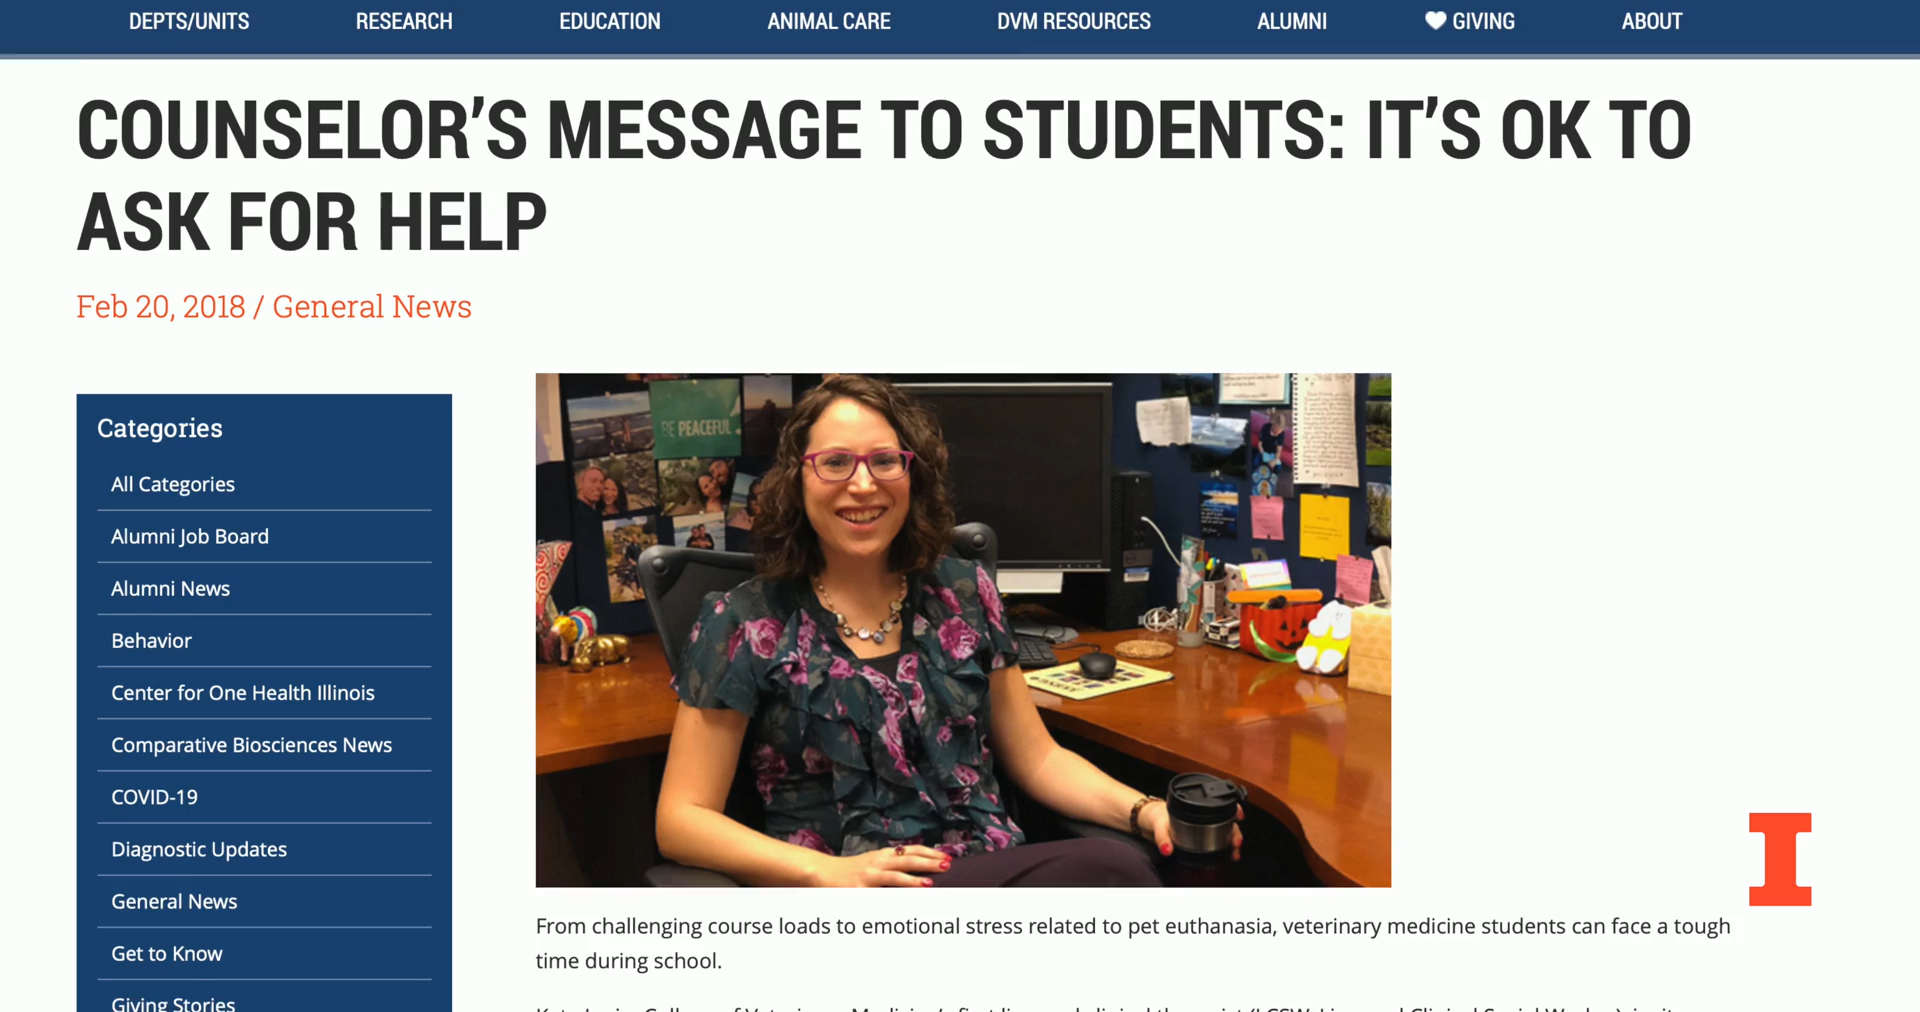 DEPTS/UNITS RESEARCH EDUCATION ANIMAL CARE DVM RESOURCES ALUMNI GIVING ABOUT
COUNSELOR’S MESSAGE TO STUDENTS: IT’S OK TO
ASK FOR HELP
Feb 20, 2018 / General News
Categories
All Categories
Alumni Job Board
Alumni News
Behavior
Center for One Health Illinois
Comparative Biosciences News
COVID-19
Diagnostic Updates
General News
Get to Know
Giving Stories
BE PEACEFUL
From challenging course loads to emotional stress related to pet euthanasia, veterinary medicine students can face a tough
time during school.
I